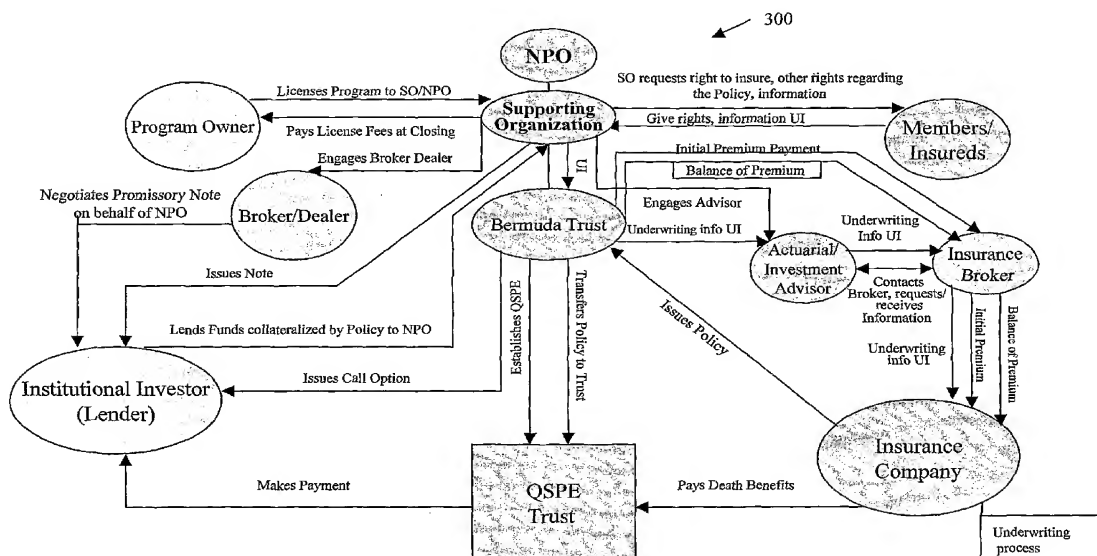 300
NPO
SO requests right to insure, other rights regarding
the Policy, information
Licenses Program to SO/NPO
Supporting
Organization
Program Owner
Pays License Fees at Closing
Give rights, information UI
Members/
Insureds
Initial Premium Payment
Engages Broker Dealer
UI
Balance of Premium
Negotiates Promissory Note
on behalf of NPO
Broker/Dealer
Engages Advisor
Bermuda Trust
Underwriting info UI
Underwriting
Info UI
Actuarial/
Investment
Advisor
Insurance
Broker
Issues Note
Contacts
Broker, requests/
receives
Information
Establishes QSPE
Transfers Policy to Trust
Issues Policy
Lends Funds collateralized by Policy to NPO
Underwriting
info UI
Initial Premium
Balance of Premium
Institutional Investor
(Lender)
Issues Call Option
Insurance
Company
Makes Payment
QSPE
Trust
Pays Death Benefits
Underwriting
process